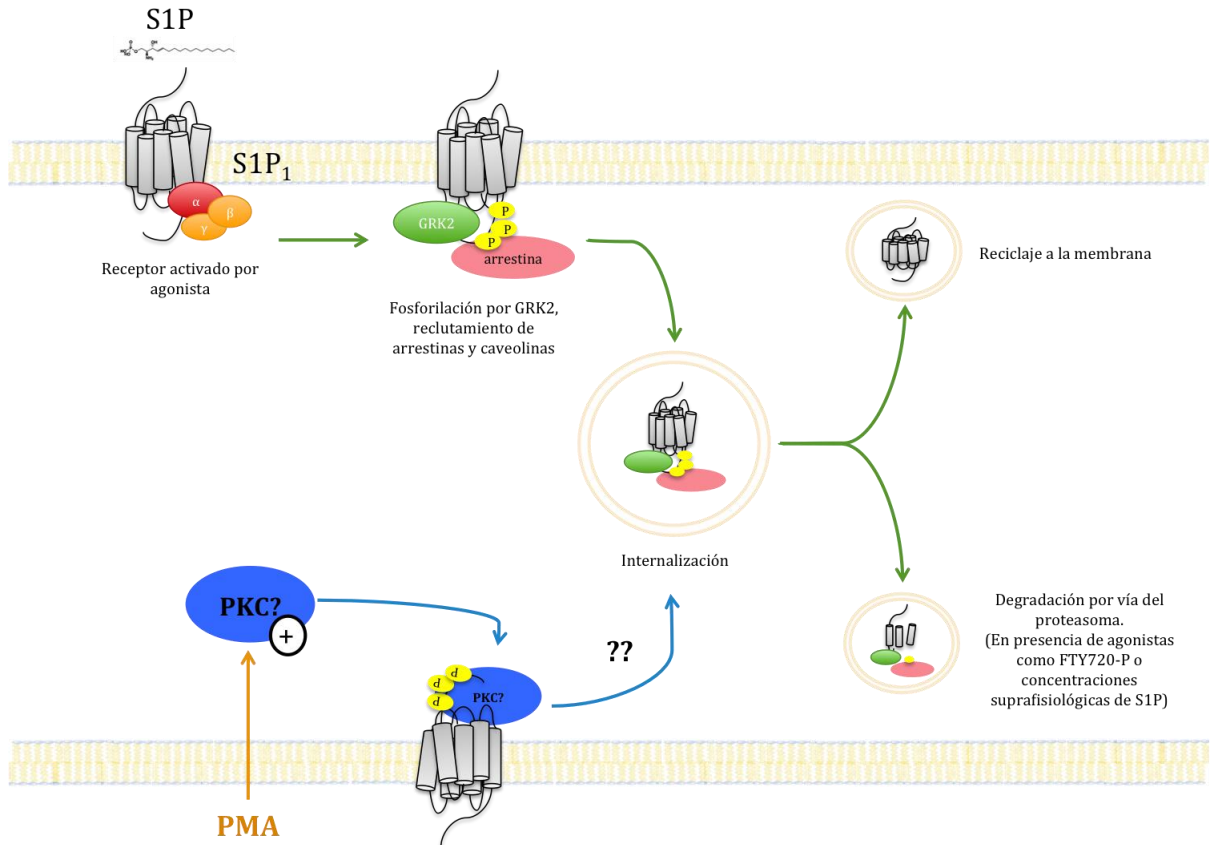 S1P
S1P1
α
β
γ
Receptor activado por
agonista
GRK2
P
P
P
arrestina
Fosforilación por GRK2,
reclutamiento de
arrestinas y caveolinas
Reciclaje a la membrana
Internalización
Degradación por vía del
proteasoma.
(En presencia de agonistas
como FTY720-P o
concentraciones
suprafisiológicas de S1P)
PKC?
+
??
P
P
P
PKC?
PMA